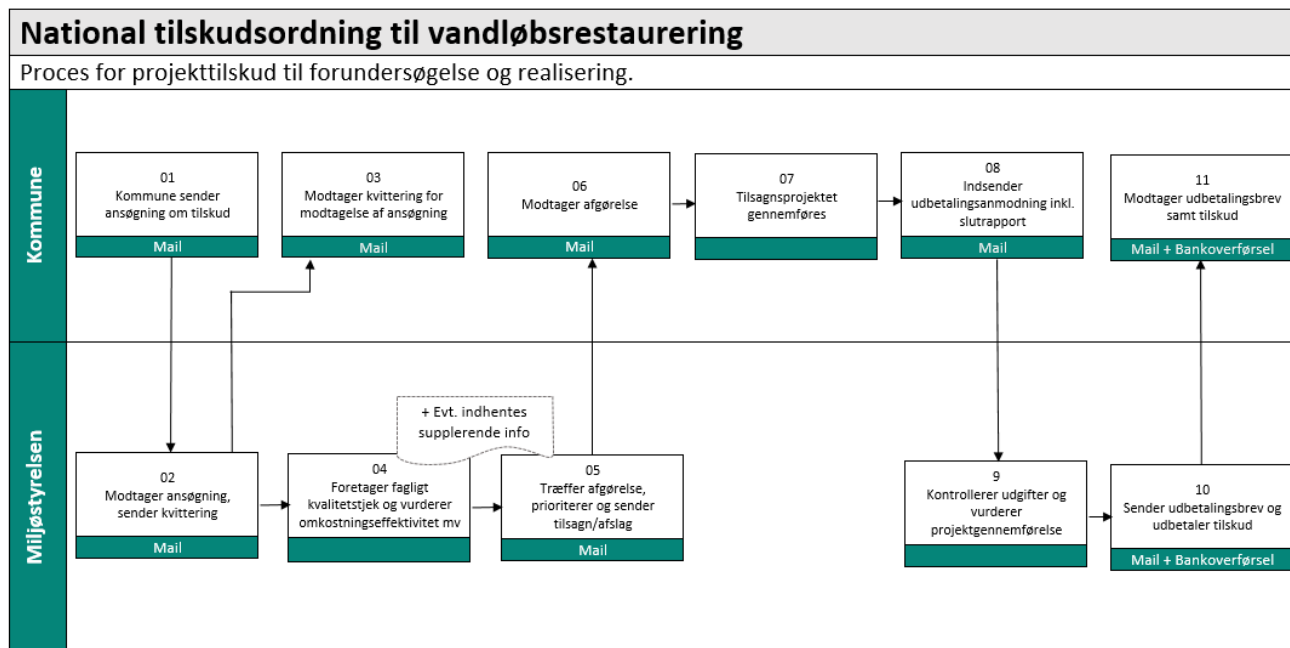 National tilskudsordning til vandløbsrestaurering
Proces for projekttilskud til forundersøgelse og realisering.
Kommune
01
Kommune sender
ansøgning om tilskud
Mail
03
Modtager kvittering for
modtagelse af ansøgning
Mail
06
Modtager afgørelse
Mail
07
Tilsagnsprojektet
gennemføres
08
Indsender
udbetalingsanmodning inkl.
slutrapport
Mail
11
Modtager udbetalingsbrev
samt tilskud
Mail + Bankoverførsel
Miljøstyrelsen
02
Modtager ansøgning,
sender kvittering
Mail
04
Foretager fagligt
kvalitetstjek og vurderer
omkostningseffektivitet mv
+ Evt. indhentes
supplerende info
05
Træffer afgørelse,
prioriterer og sender
tilsagn/afslag
Mail
9
Kontrollerer udgifter og
vurderer
projektgennemførelse
10
Sender udbetalingsbrev og
udbetaler tilskud
Mail + Bankoverførsel